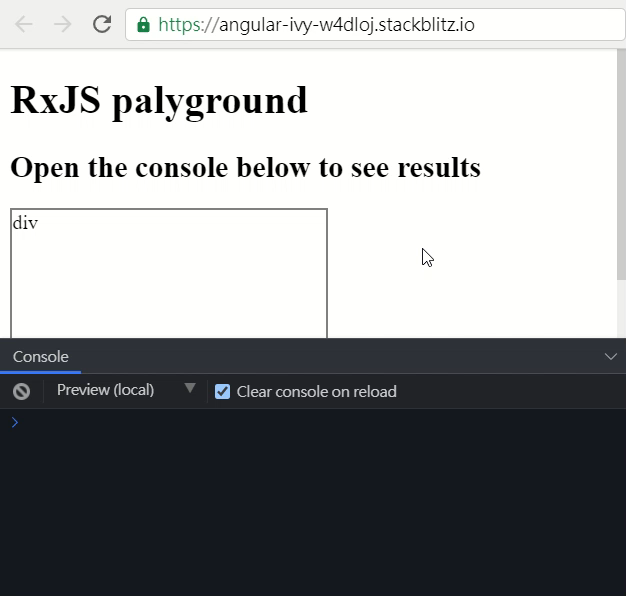 https://angular-ivy-w4dloj.stackblitz.io
RxJS palyground
Open the console below to see results
div
Console
Preview (local)
Clear console on reload